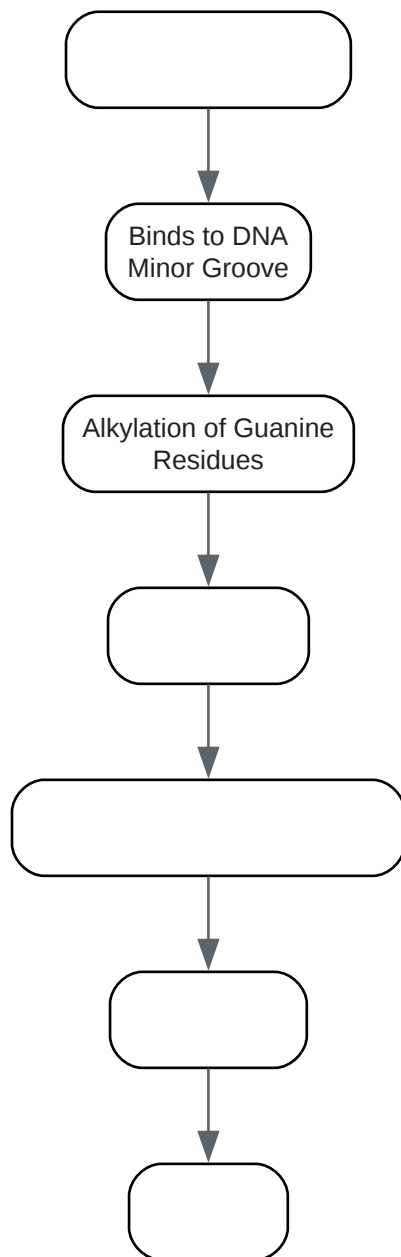 Binds to DNA
Minor Groove
Alkylation of Guanine
Residues